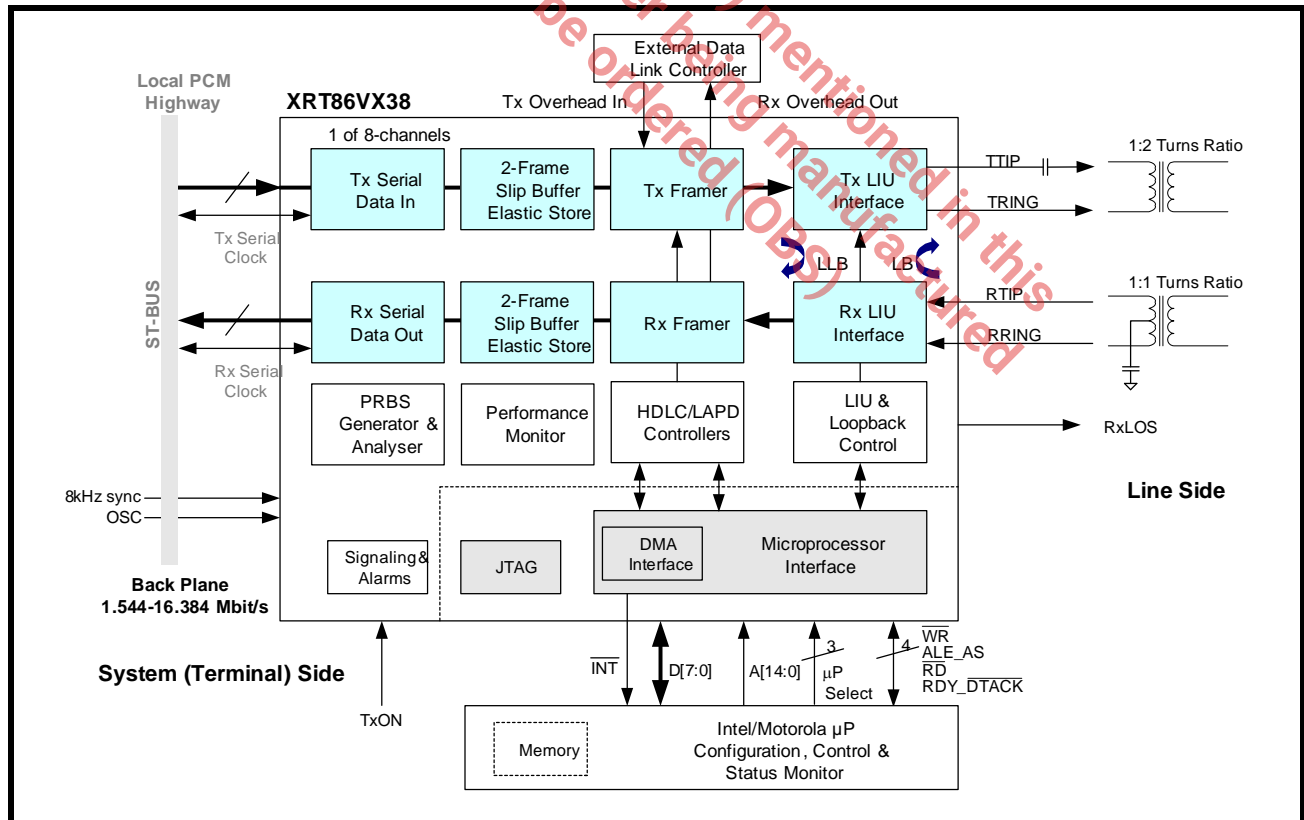 mentioned in this
er being manufactured
be ordered (OBS)
External Data
Link Controller
Local PCM
Highway
XRT86VX38
Tx Overhead In
Rx Overhead Out
1 of 8-channels
Tx Serial
Data In
2-Frame
Slip Buffer
Elastic Store
Tx Framer
Tx LIU
Interface
TTIP
TRING
1:2 Turns Ratio
Tx Serial
Clock
LLB
LB
ST-BUS
Rx Serial
Data Out
2-Frame
Slip Buffer
Elastic Store
Rx Framer
Rx LIU
Interface
RTIP
RRING
1:1 Turns Ratio
Rx Serial
Clock
PRBS
Generator &
Analyser
Performance
Monitor
HDLC/LAPD
Controllers
LIU &
Loopback
Control
RxLOS
8kHz sync
OSC
Line Side
Signaling &
Alarms
JTAG
DMA
Interface
Microprocessor
Interface
Back Plane
1.544-16.384 Mbit/s
System (Terminal) Side
TxON
INT
D[7:0]
A[14:0]
3
µP
Select
4
WR
ALE_AS
RD
RDY_DTACK
Memory
Intel/Motorola µP
Configuration, Control &
Status Monitor